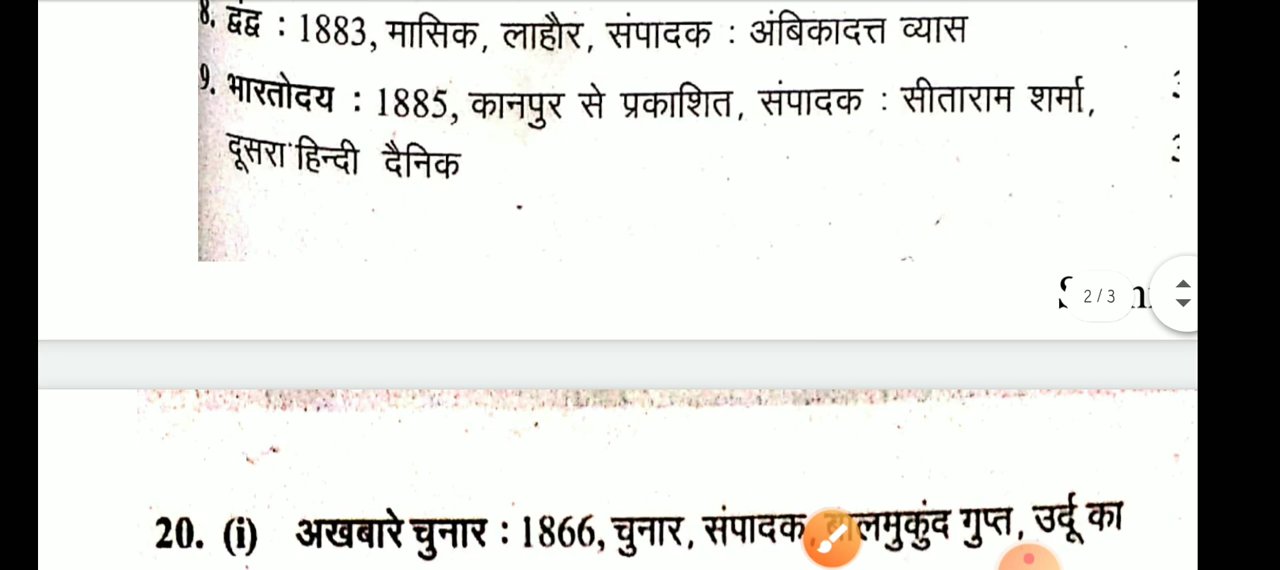 8. द्वंद्व : 1883, मासिक, लाहौर, संपादक : अंबिकादत्त व्यास
9. भारतोदय : 1885, कानपुर से प्रकाशित, संपादक : सीताराम शर्मा,
दूसरा हिन्दी दैनिक
2 / 3
20. (i) अखबारे चुनार : 1866, चुनार, संपादक, बालमुकुंद गुप्त, उर्दू का